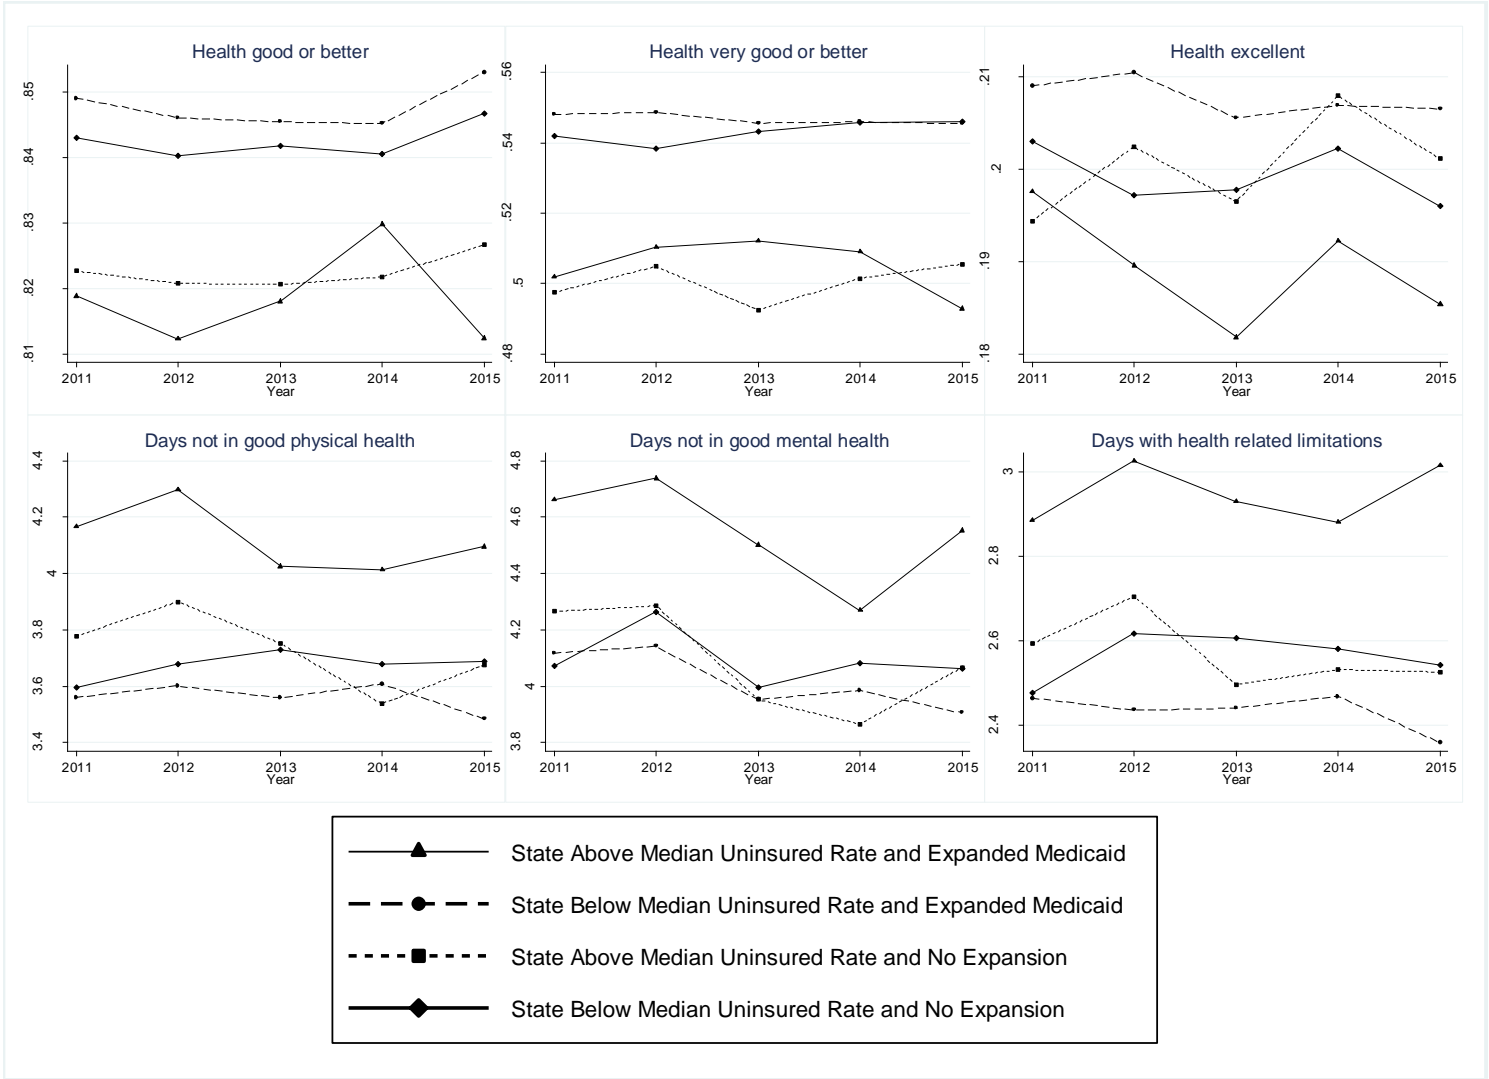 Health good or better
.85
.84
.83
.82
.81
2011 2012 2013 2014 2015
Year
Health very good or better
.56
.54
.52
.5
.48
2011 2012 2013 2014 2015
Year
Health excellent
.21
.2
.19
.18
2011 2012 2013 2014 2015
Year
Days not in good physical health
4.4
4.2
4
3.8
3.6
3.4
2011 2012 2013 2014 2015
Year
Days not in good mental health
4.8
4.6
4.4
4.2
4
3.8
2011 2012 2013 2014 2015
Year
Days with health related limitations
3
2.8
2.6
2.4
2011 2012 2013 2014 2015
Year
State Above Median Uninsured Rate and Expanded Medicaid
State Below Median Uninsured Rate and Expanded Medicaid
State Above Median Uninsured Rate and No Expansion
State Below Median Uninsured Rate and No Expansion